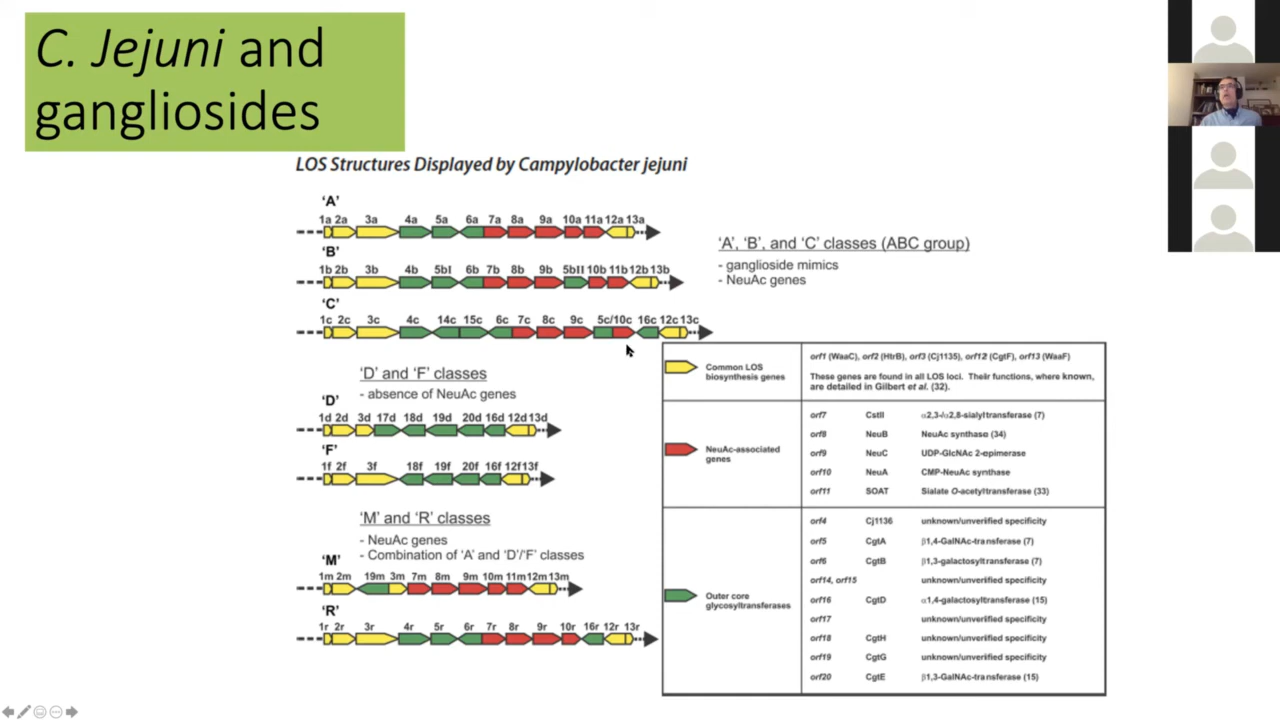 C. Jejuni and
gangliosides
LOS Structures Displayed by Campylobacter jejuni
‘A’
1a 2a 3a 4a 5a 6a 7a 8a 9a 10a 11a 12a 13a
‘B’
1b 2b 3b 4b 5bI 6b 7b 8b 9b 5bII 10b 11b 12b 13b
‘C’
1c 2c 3c 4c 14c 15c 6c 7c 8c 9c 5c/10c 16c 12c 13c
‘A’, ‘B’, and ‘C’ classes (ABC group)
- ganglioside mimics
- NeuAc genes
‘D’ and ‘F’ classes
- absence of NeuAc genes
‘D’
1d 2d 3d 17d 18d 19d 20d 16d 12d 13d
‘F’
1f 2f 3f 18f 19f 20f 16f 12f 13f
‘M’ and ‘R’ classes
- NeuAc genes
- Combination of ‘A’ and ‘D’/‘F’ classes
‘M’
1m 2m 19m 3m 7m 8m 9m 10m 11m 12m 13m
‘R’
1r 2r 3r 4r 5r 6r 7r 8r 9r 10r 16r 12r 13r
Common LOS
biosynthesis genes
orf1 (WaaC), orf2 (HtrB), orf3 (Cj1135), orf12 (CgtF), orf13 (WaaF)
These genes are found in all LOS loci. Their functions, where known,
are detailed in Gilbert et al. (32).
NeuAc-associated
genes
orf7 CstII α2,3-/α2,8-sialyltransferase (7)
orf8 NeuB NeuAc synthase (34)
orf9 NeuC UDP-GlcNAc 2-epimerase
orf10 NeuA CMP-NeuAc synthase
orf11 SOAT Sialate O-acetyltransferase (33)
Outer core
glycosyltransferases
orf4 Cj1136 unknown/unverified specificity
orf5 CgtA β1,4-GalNAc-transferase (7)
orf6 CgtB β1,3-galactosyltransferase (7)
orf14, orf15 unknown/unverified specificity
orf16 CgtD α1,4-galactosyltransferase (15)
orf17 unknown/unverified specificity
orf18 CgtH unknown/unverified specificity
orf19 CgtG unknown/unverified specificity
orf20 CgtE β1,3-GalNAc-transferase (15)